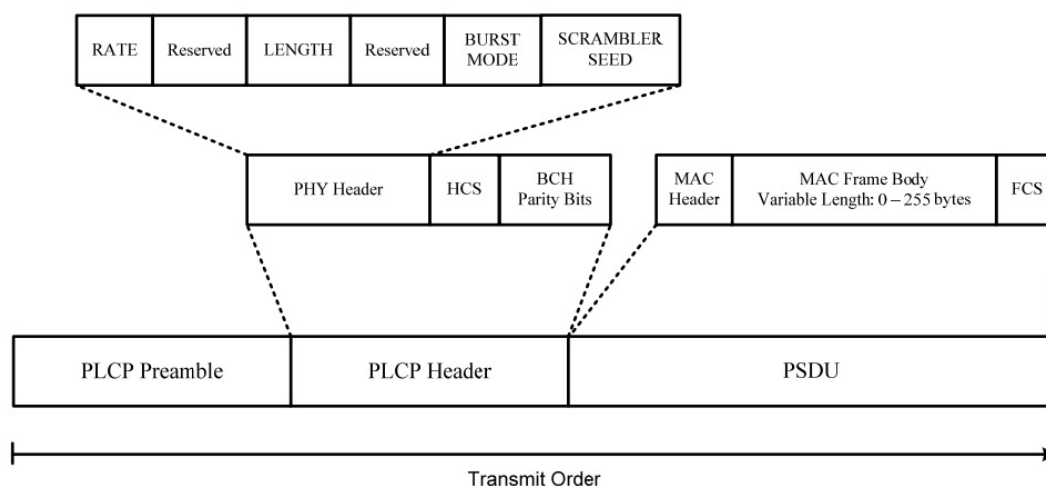 RATE
Reserved
LENGTH
Reserved
BURST
MODE
SCRAMBLER
SEED
PHY Header
HCS
BCH
Parity Bits
MAC
Header
MAC Frame Body
Variable Length: 0 – 255 bytes
FCS
PLCP Preamble
PLCP Header
PSDU
Transmit Order